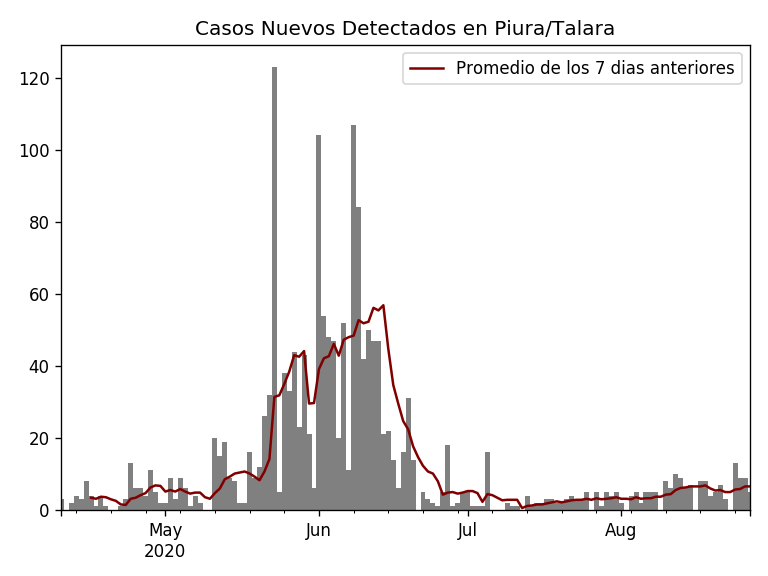 Casos Nuevos Detectados en Piura/Talara
Promedio de los 7 dias anteriores
120
100
80
60
40
20
0
May Jun Jul Aug
2020